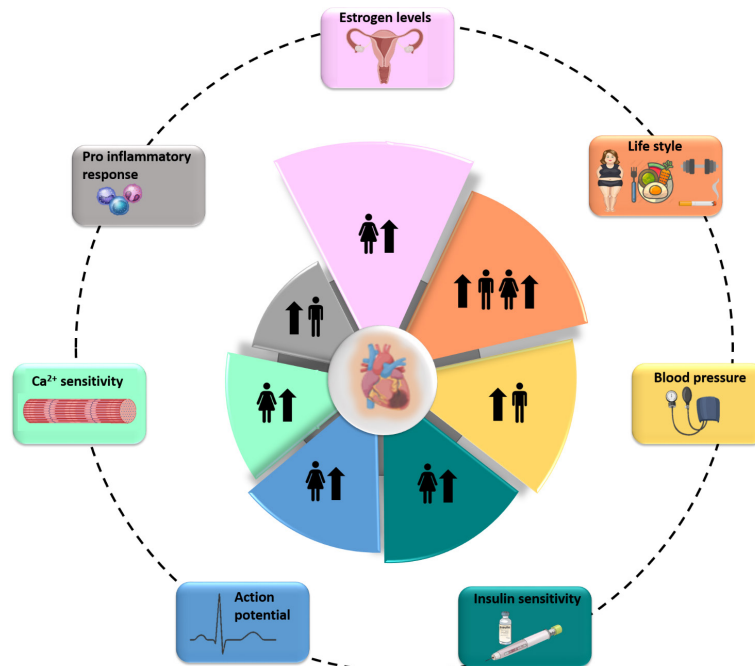 Estrogen levels
Life style
Blood pressure
Insulin sensitivity
Action
potential
Ca²⁺ sensitivity
Pro inflammatory
response